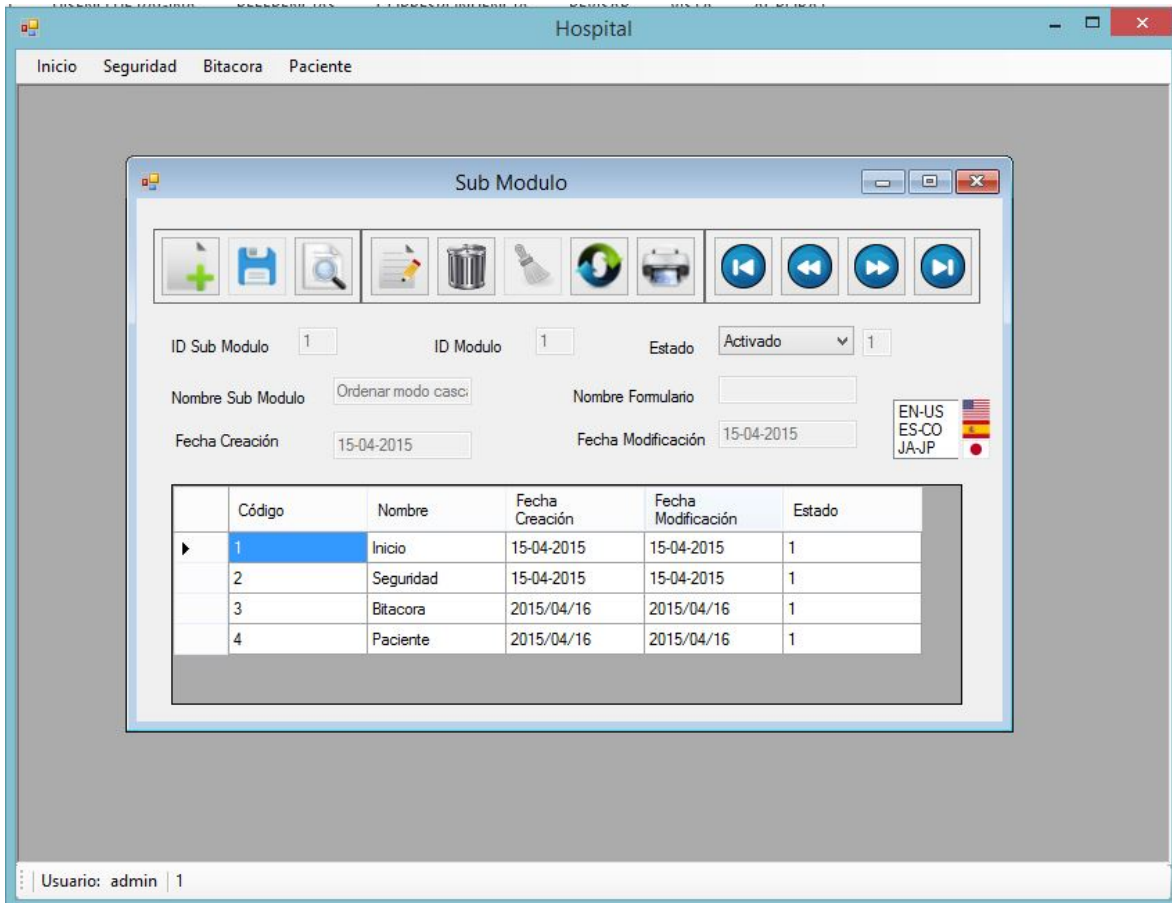 Hospital
Inicio Seguridad Bitacora Paciente
Sub Modulo
ID Sub Modulo 1 ID Modulo 1 Estado Activado 1
Nombre Sub Modulo Ordenar modo casca Nombre Formulario
Fecha Creación 15-04-2015 Fecha Modificación 15-04-2015
EN-US
ES-CO
JA-JP
Código Nombre Fecha Creación Fecha Modificación Estado
1 Inicio 15-04-2015 15-04-2015 1
2 Seguridad 15-04-2015 15-04-2015 1
3 Bitacora 2015/04/16 2015/04/16 1
4 Paciente 2015/04/16 2015/04/16 1
Usuario: admin 1